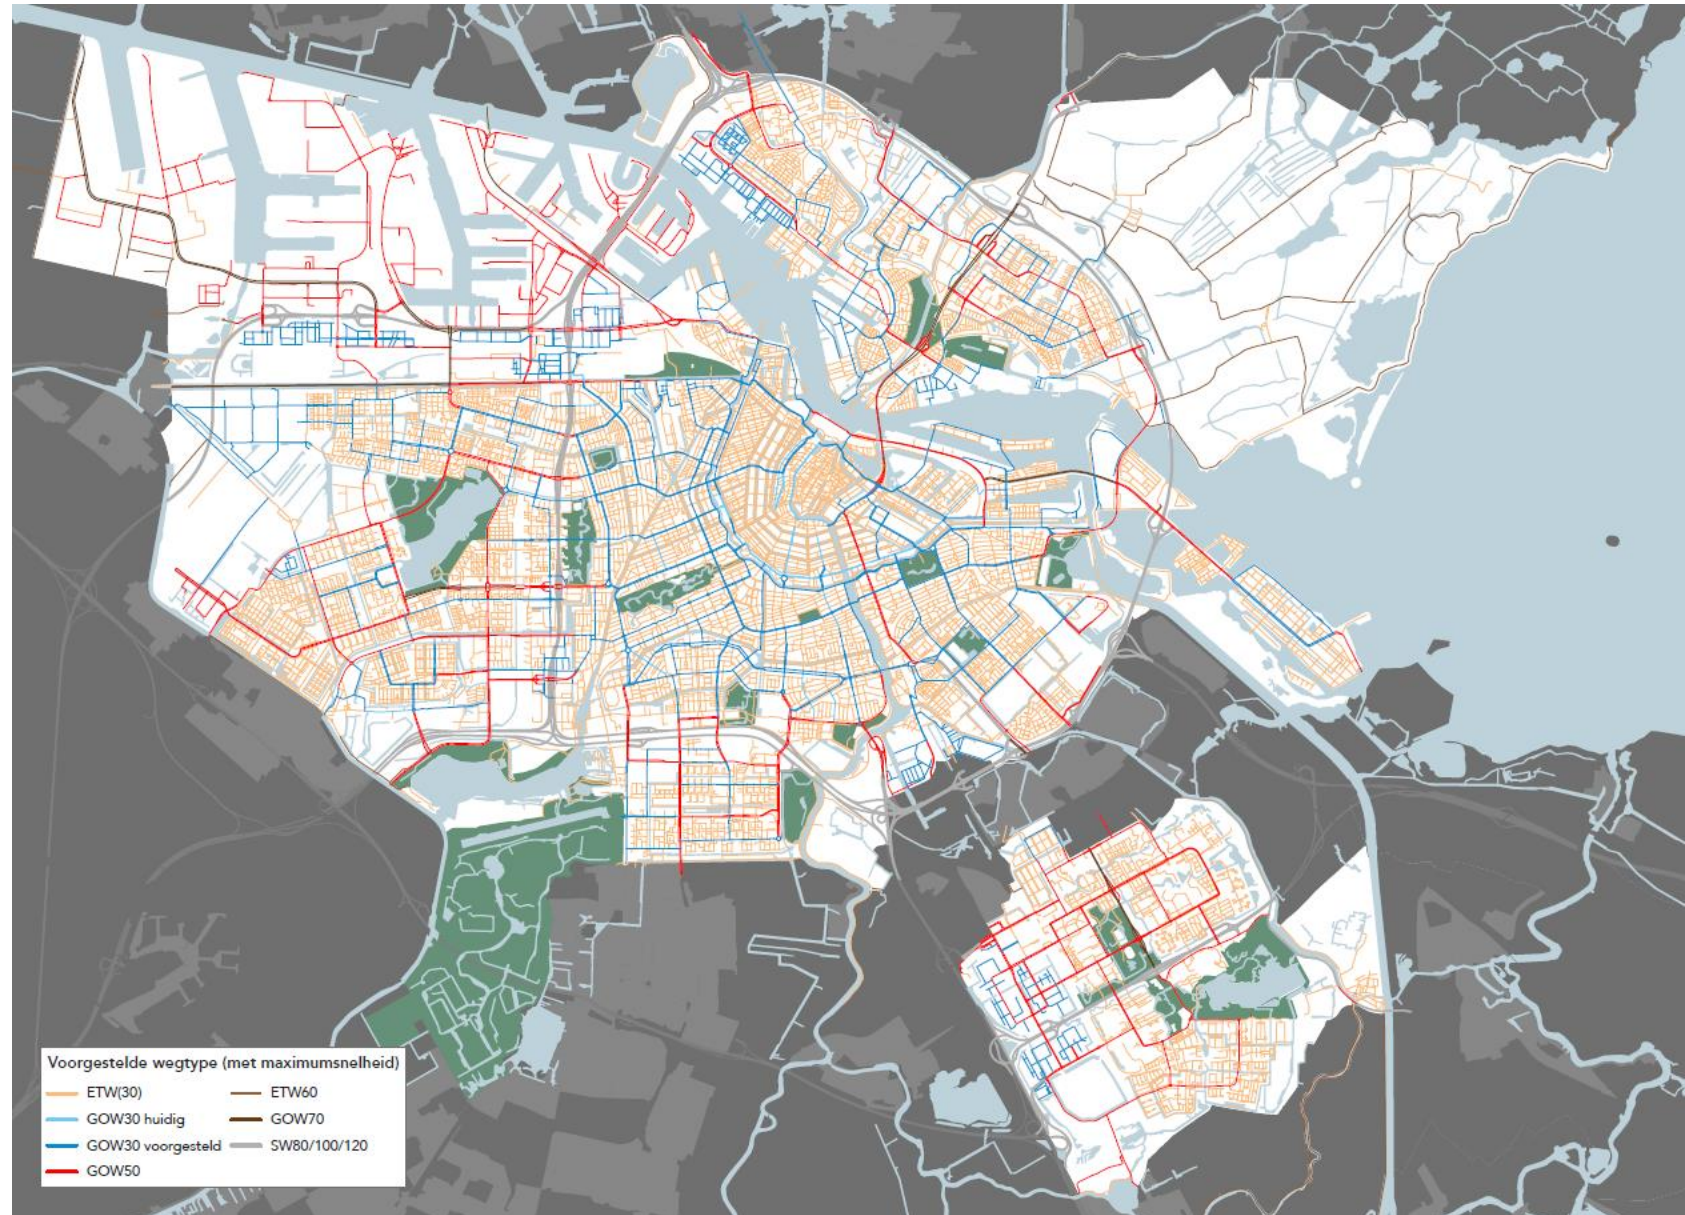 Voorgestelde wegtype (met maximumsnelheid)
ETW(30)
GOW30 huidig
GOW30 voorgesteld
GOW50
ETW60
GOW70
SW80/100/120